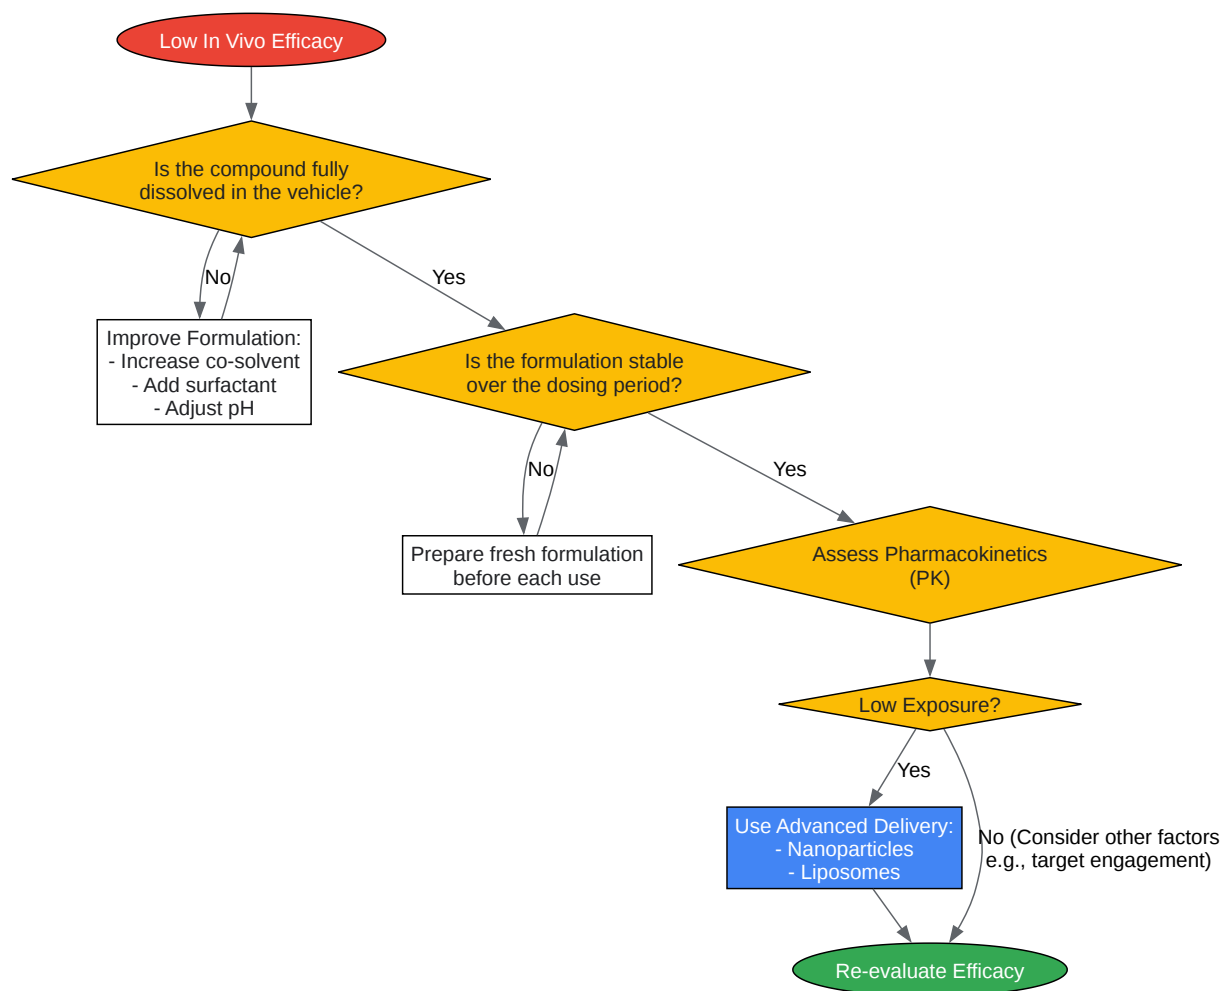 Low In Vivo Efficacy
Is the compound fully
dissolved in the vehicle?
No
Yes
Improve Formulation:
- Increase co-solvent
- Add surfactant
- Adjust pH
Is the formulation stable
over the dosing period?
No
Yes
Prepare fresh formulation
before each use
Assess Pharmacokinetics
(PK)
Low Exposure?
Yes
Use Advanced Delivery:
- Nanoparticles
- Liposomes
No (Consider other factors
e.g., target engagement)
Re-evaluate Efficacy